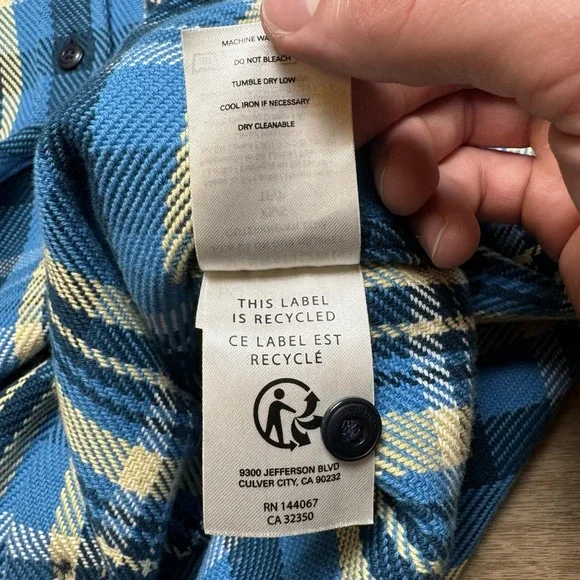 MACHINE
DO NOT BLEACH
TUMBLE DRY LOW
COOL IRON IF NECESSARY
DRY CLEANABLE
THIS LABEL
IS RECYCLED
CE LABEL EST
RECYCLÉ
9300 JEFFERSON BLVD
CULVER CITY, CA 90232
RN 144067
CA 32350